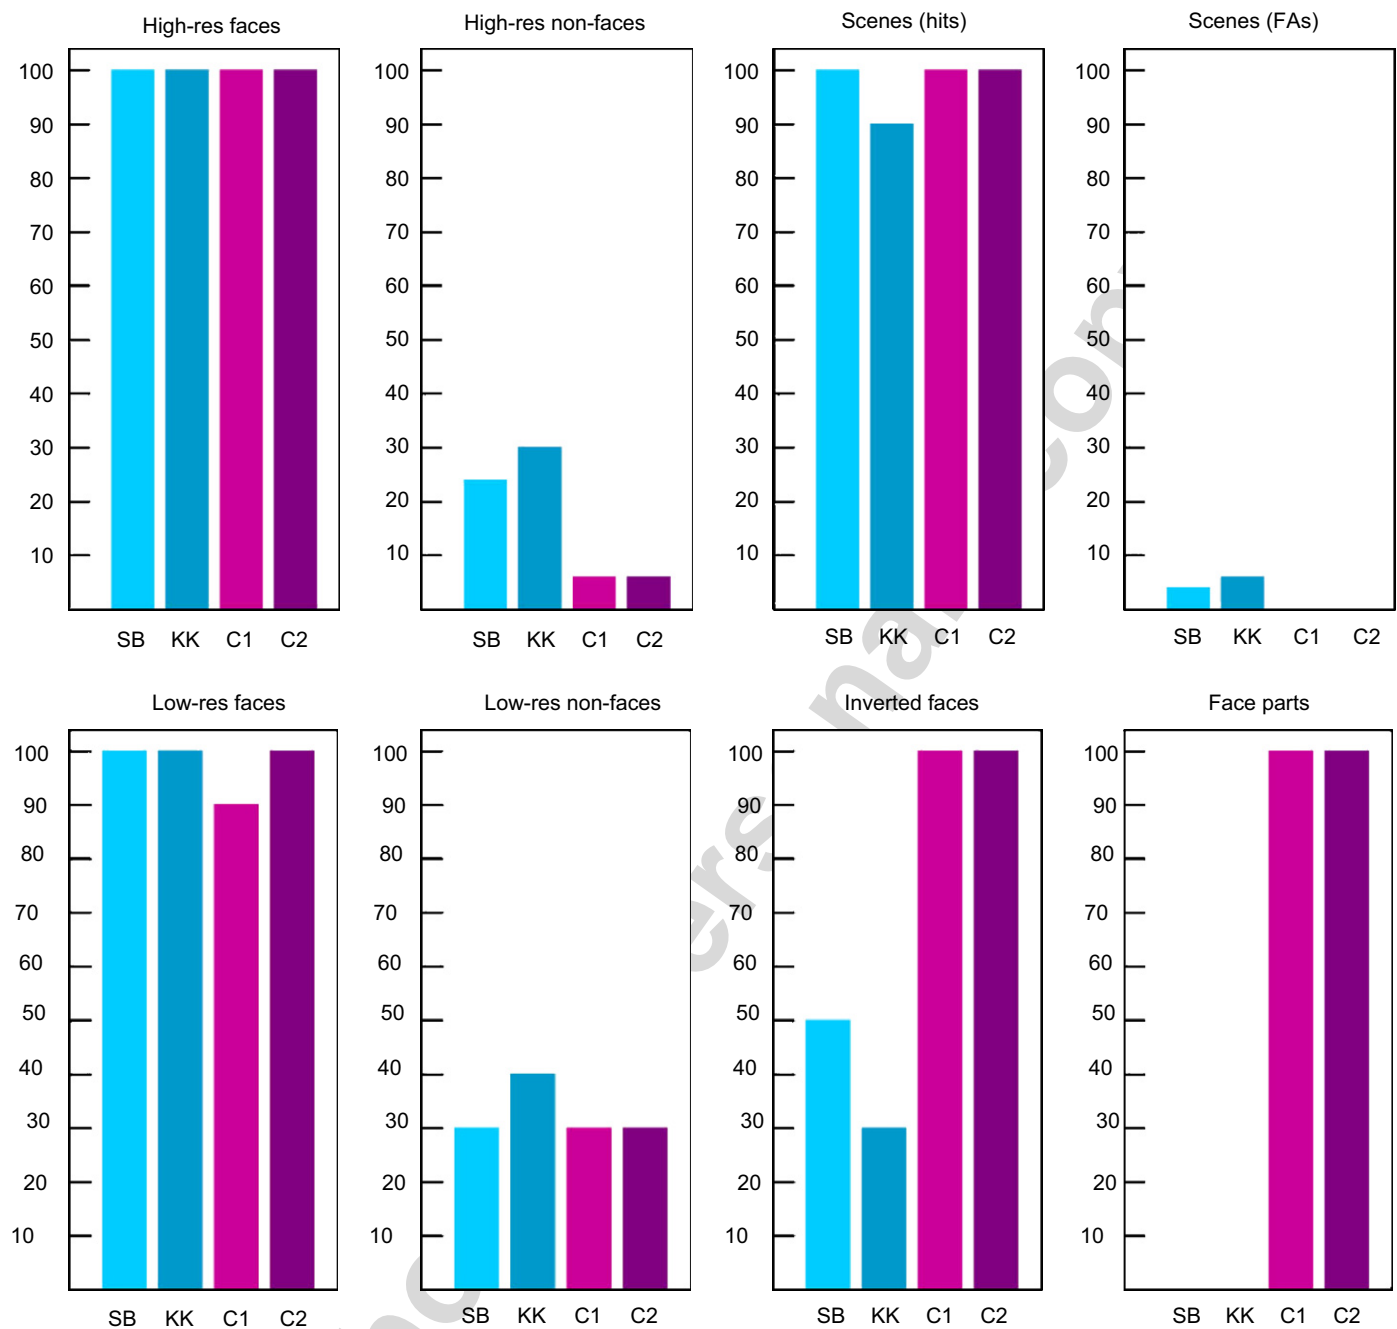 High-res faces
High-res non-faces
Scenes (hits)
Scenes (FAs)
100 100 100 100
90 90 90 90
80 80 80 80
70 70 70 70
60 60 60 60
50 50 50 50
40 40 40 40
30 30 30 30
20 20 20 20
10 10 10 10
SB KK C1 C2 SB KK C1 C2 SB KK C1 C2 SB KK C1 C2
Low-res faces
Low-res non-faces
Inverted faces
Face parts
100 100 100 100
90 90 90 90
80 80 80 80
70 70 70 70
60 60 60 60
50 50 50 50
40 40 40 40
30 30 30 30
20 20 20 20
10 10 10 10
SB KK C1 C2 SB KK C1 C2 SB KK C1 C2 SB KK C1 C2